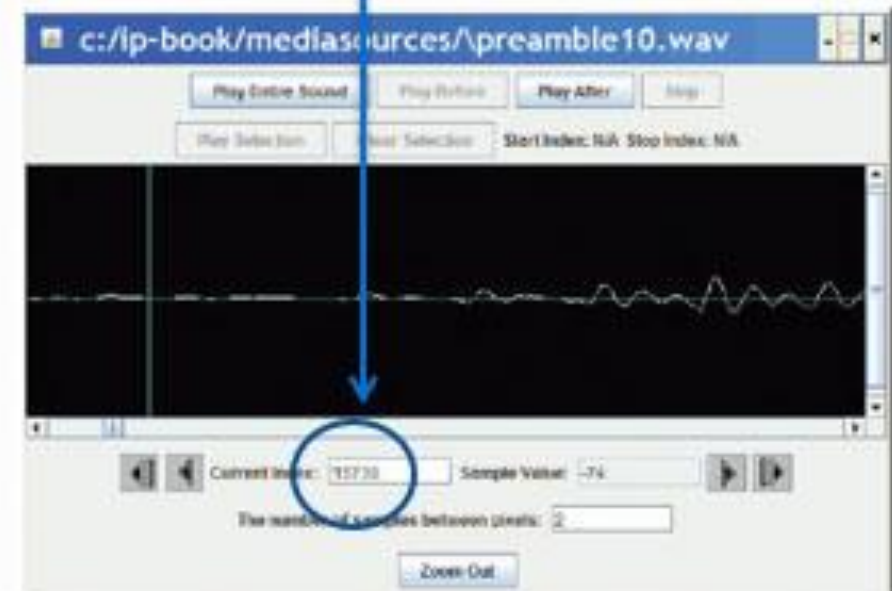 c:/ip-book/mediasources/\preamble10.wav
Play Entire Sound Play Before Play After Stop
Play Selection Clear Selection Start Index: N/A Stop Index: N/A
Current Index: Sample Value: -74
The number of samples between pixels: 2
Zoom Out